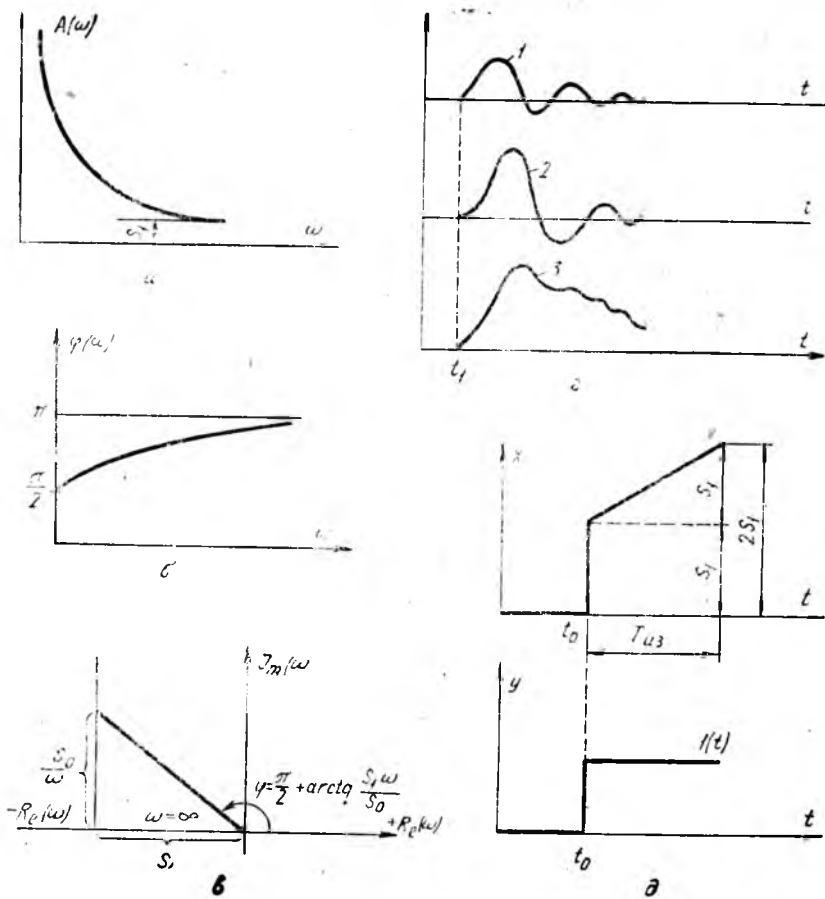 A(ω)
S₁
ω
а
φ(ω)
π
π/2
ω
б
Jm(ω
S₀/ω
φ=π/2 +arctg S₁ω/S₀
-Re(ω)
ω=∞
+Re(ω)
S₁
в
1
t
2
t
3
t
t₁
г
x
S₁
S₁
2S₁
t₀
Tиз
t
y
1(t)
t₀
t
д